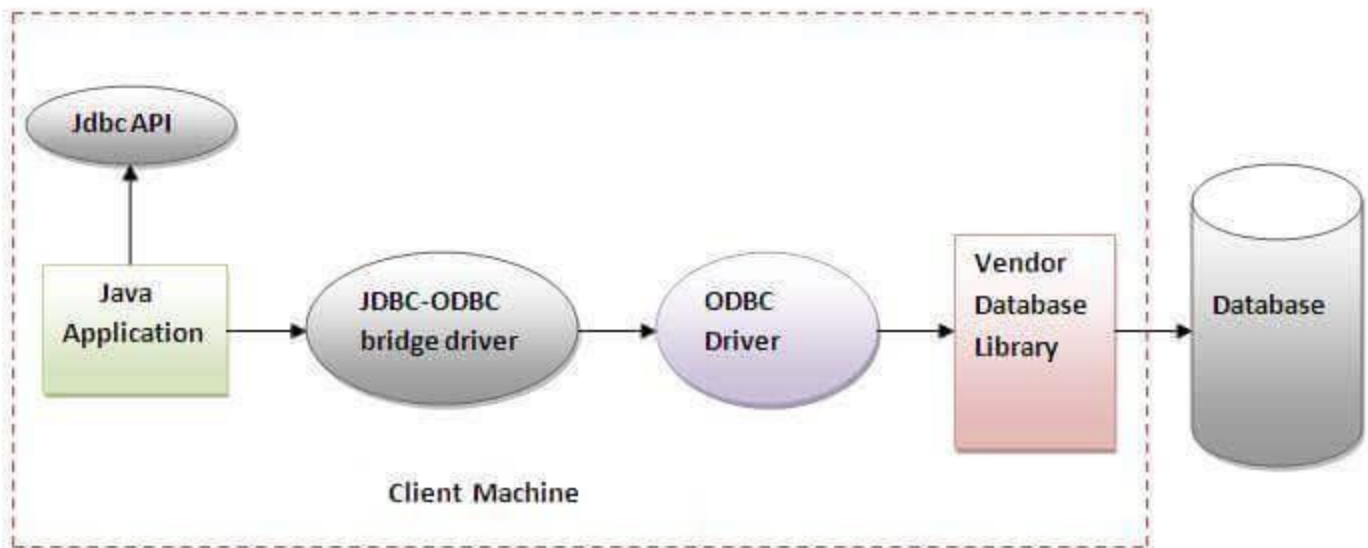 Jdbc API
Java
Application
JDBC-ODBC
bridge driver
ODBC
Driver
Vendor
Database
Library
Database
Client Machine